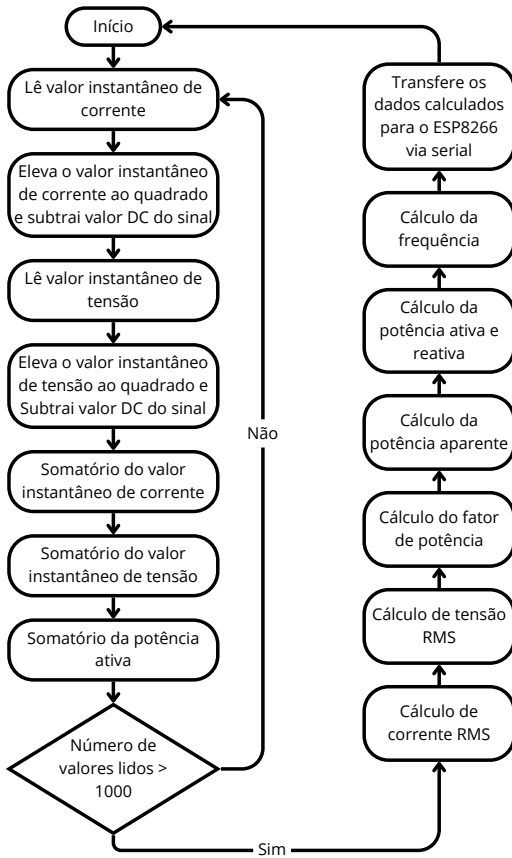 Início
Lê valor instantâneo de
corrente
Eleva o valor instantâneo
de corrente ao quadrado
e subtrai valor DC do sinal
Lê valor instantâneo de
tensão
Eleva o valor instantâneo
de tensão ao quadrado e
Subtrai valor DC do sinal
Somatório do valor
instantâneo de corrente
Somatório do valor
instantâneo de tensão
Somatório da potência
ativa
Número de
valores lidos >
1000
Não
Sim
Cálculo de
corrente RMS
Cálculo de tensão
RMS
Cálculo do fator
de potência
Cálculo da
potência aparente
Cálculo da
potência ativa e
reativa
Cálculo da
frequência
Transfere os
dados calculados
para o ESP8266
via serial